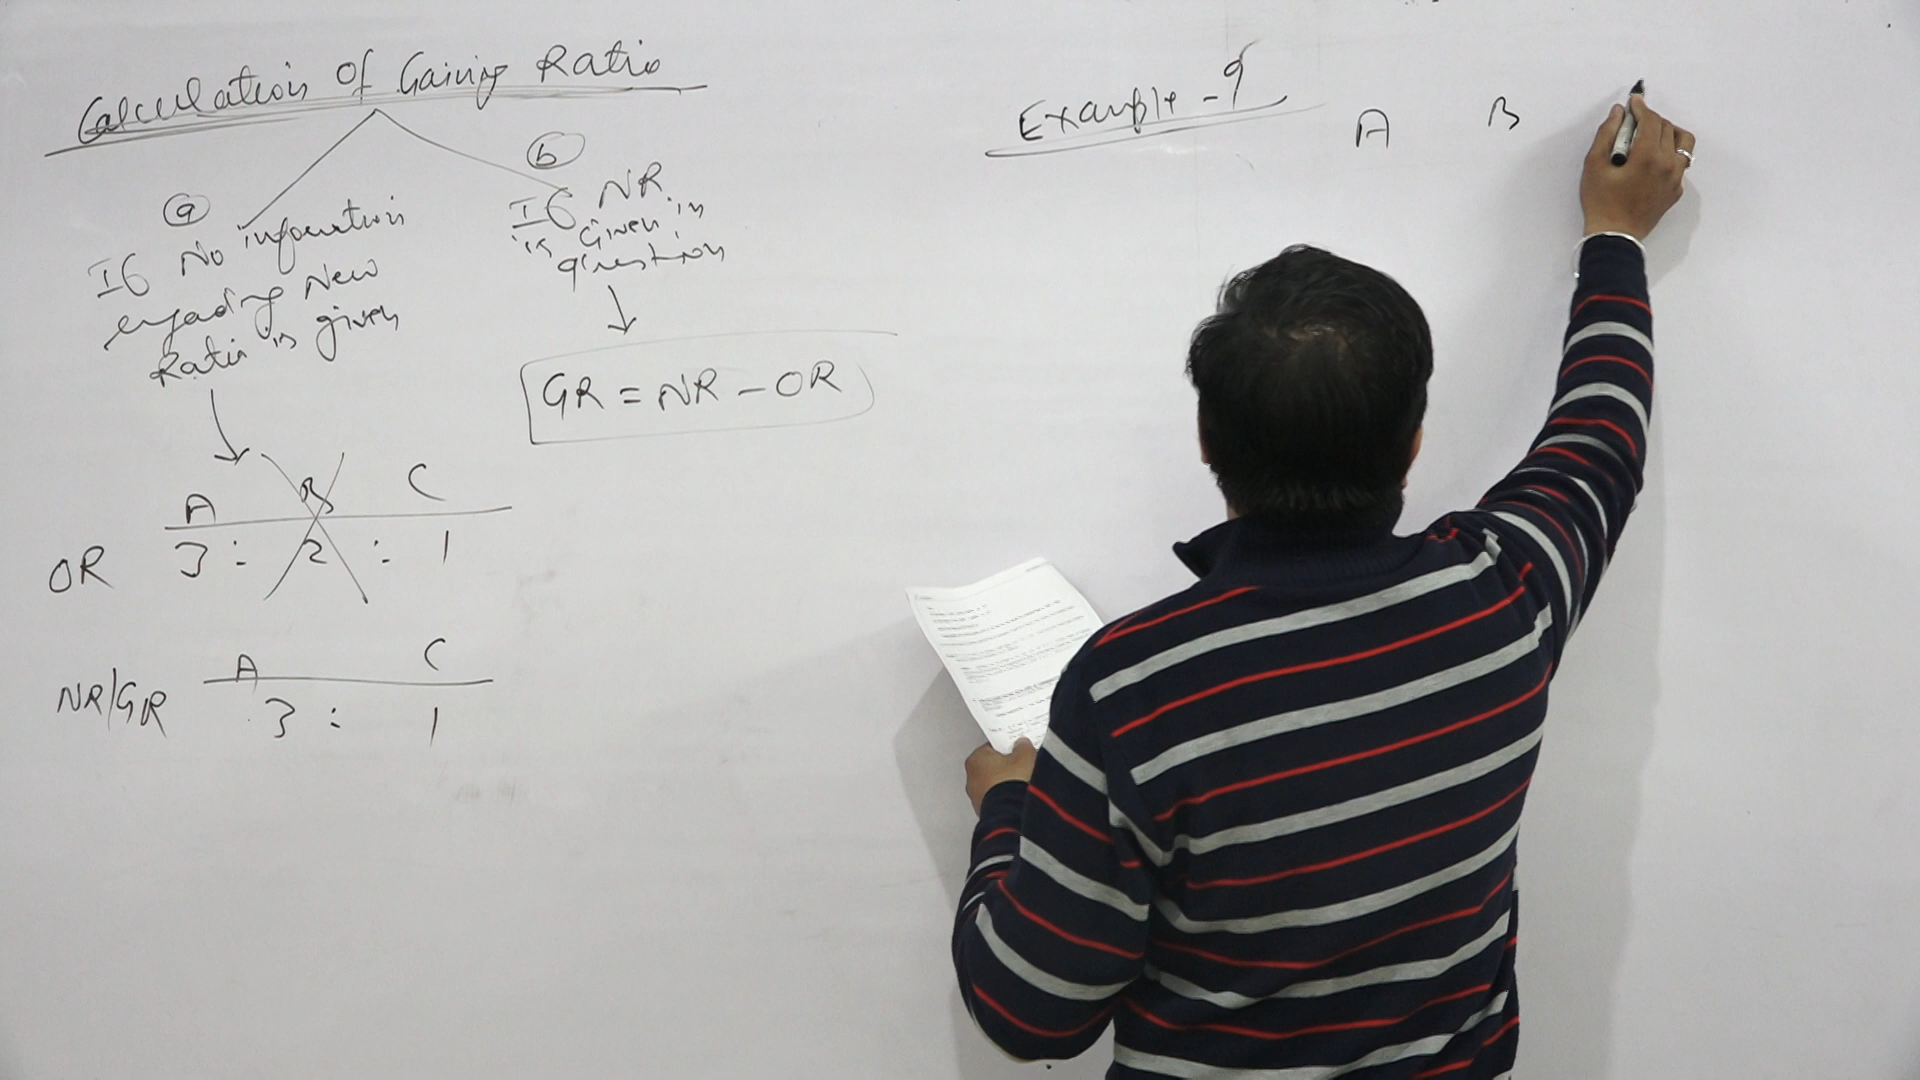 Calculation Of Gaining Ratio
(a)
If No information
regarding New
Ratio is given
A B C
OR 3 : 2 : 1
A C
NR/GR 3 : 1
(b)
If NR
is Given in
question
GR = NR - OR
Example - 9
A B